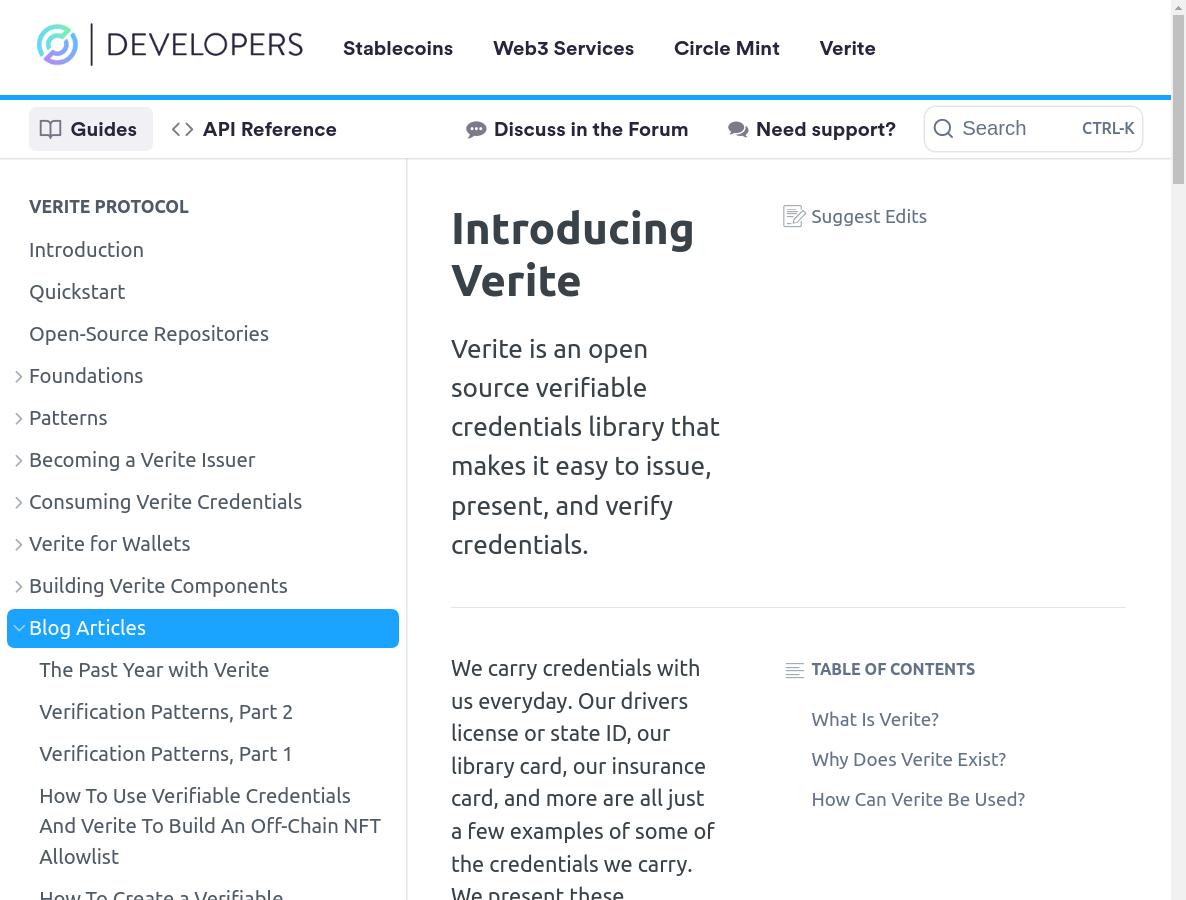 DEVELOPERS Stablecoins Web3 Services Circle Mint Verite
Guides API Reference Discuss in the Forum Need support? Search CTRL-K
VERITE PROTOCOL
Introduction
Quickstart
Open-Source Repositories
Foundations
Patterns
Becoming a Verite Issuer
Consuming Verite Credentials
Verite for Wallets
Building Verite Components
Blog Articles
The Past Year with Verite
Verification Patterns, Part 2
Verification Patterns, Part 1
How To Use Verifiable Credentials
And Verite To Build An Off-Chain NFT
Allowlist
How To Create a Verifiable
Introducing
Verite
Suggest Edits
Verite is an open
source verifiable
credentials library that
makes it easy to issue,
present, and verify
credentials.
We carry credentials with
us everyday. Our drivers
license or state ID, our
library card, our insurance
card, and more are all just
a few examples of some of
the credentials we carry.
We present these
TABLE OF CONTENTS
What Is Verite?
Why Does Verite Exist?
How Can Verite Be Used?